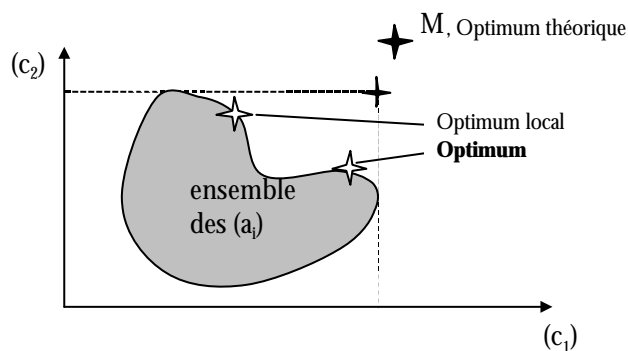 M, Optimum théorique
(c2)
Optimum local
Optimum
ensemble
des (ai)
(c1)